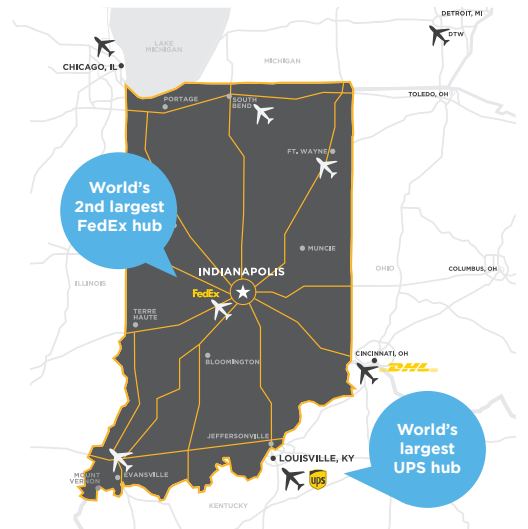 DETROIT, MI
DTW
LAKE
MICHIGAN
MICHIGAN
CHICAGO, IL
TOLEDO, OH
PORTAGE
SOUTH
BEND
FT. WAYNE
World's
2nd largest
FedEx hub
MUNCIE
INDIANAPOLIS
OHIO
COLUMBUS, OH
ILLINOIS
FedEx
TERRE
HAUTE
CINCINNATI, OH
DHL
BLOOMINGTON
World's
largest
UPS hub
JEFFERSONVILLE
LOUISVILLE, KY
ups
MOUNT
VERNON
EVANSVILLE
KENTUCKY